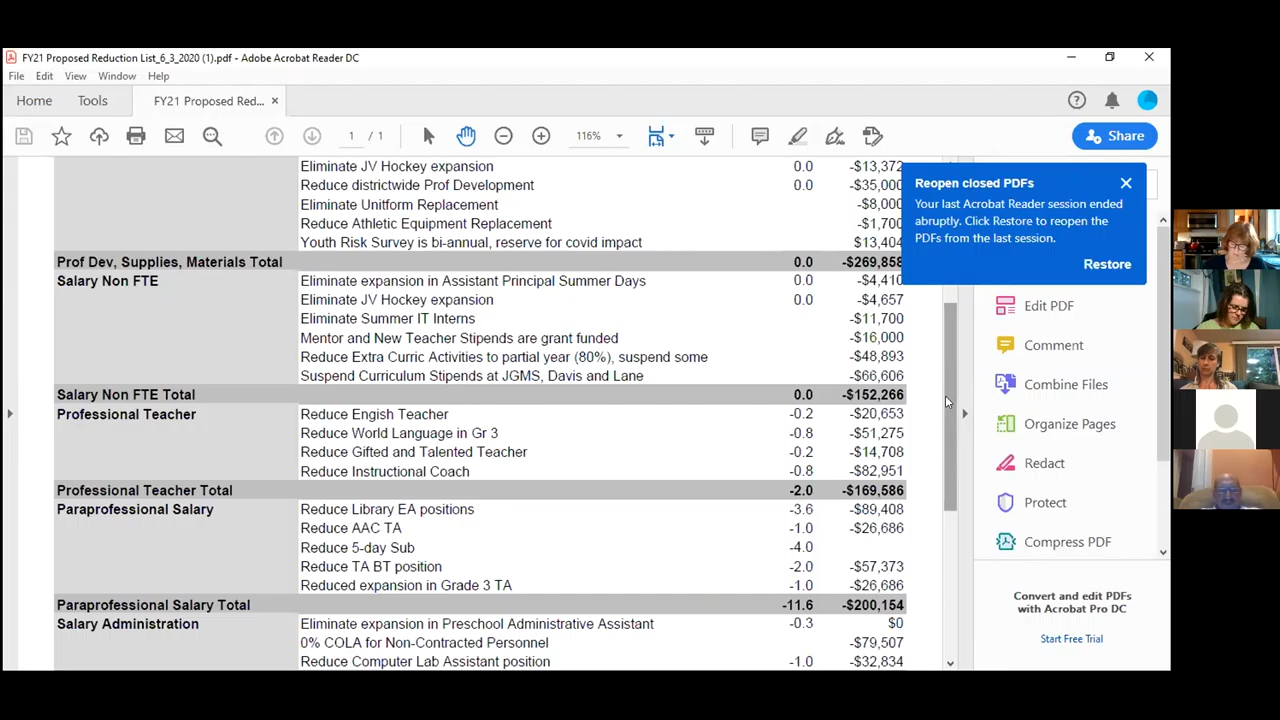 FY21 Proposed Reduction List_6_3_2020 (1).pdf - Adobe Acrobat Reader DC
File Edit View Window Help
Home Tools FY21 Proposed Red... ×
1 / 1 116% Share
Eliminate JV Hockey expansion 0.0 -$13,372
Reduce districtwide Prof Development 0.0 -$35,000
Eliminate Unitform Replacement -$8,000
Reduce Athletic Equipment Replacement -$1,700
Youth Risk Survey is bi-annual, reserve for covid impact $13,404
Prof Dev, Supplies, Materials Total 0.0 -$269,858
Salary Non FTE Eliminate expansion in Assistant Principal Summer Days 0.0 -$4,410
Eliminate JV Hockey expansion 0.0 -$4,657
Eliminate Summer IT Interns -$11,700
Mentor and New Teacher Stipends are grant funded -$16,000
Reduce Extra Curric Activities to partial year (80%), suspend some -$48,893
Suspend Curriculum Stipends at JGMS, Davis and Lane -$66,606
Salary Non FTE Total 0.0 -$152,266
Professional Teacher Reduce Engish Teacher -0.2 -$20,653
Reduce World Language in Gr 3 -0.8 -$51,275
Reduce Gifted and Talented Teacher -0.2 -$14,708
Reduce Instructional Coach -0.8 -$82,951
Professional Teacher Total -2.0 -$169,586
Paraprofessional Salary Reduce Library EA positions -3.6 -$89,408
Reduce AAC TA -1.0 -$26,686
Reduce 5-day Sub -4.0
Reduce TA BT position -2.0 -$57,373
Reduced expansion in Grade 3 TA -1.0 -$26,686
Paraprofessional Salary Total -11.6 -$200,154
Salary Administration Eliminate expansion in Preschool Administrative Assistant -0.3 $0
0% COLA for Non-Contracted Personnel -$79,507
Reduce Computer Lab Assistant position -1.0 -$32,834
Reopen closed PDFs
Your last Acrobat Reader session ended
abruptly. Click Restore to reopen the
PDFs from the last session.
Restore
Edit PDF
Comment
Combine Files
Organize Pages
Redact
Protect
Compress PDF
Convert and edit PDFs
with Acrobat Pro DC
Start Free Trial